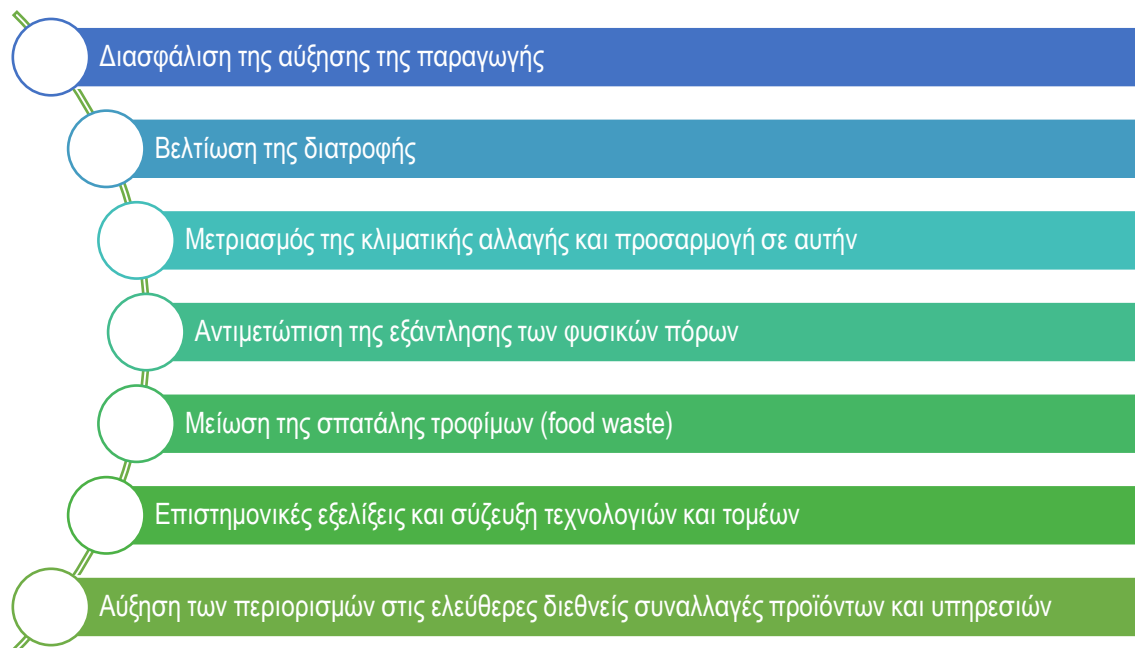 Διασφάλιση της αύξησης της παραγωγής
Βελτίωση της διατροφής
Μετριασμός της κλιματικής αλλαγής και προσαρμογή σε αυτήν
Αντιμετώπιση της εξάντλησης των φυσικών πόρων
Μείωση της σπατάλης τροφίμων (food waste)
Επιστημονικές εξελίξεις και σύζευξη τεχνολογιών και τομέων
Αύξηση των περιορισμών στις ελεύθερες διεθνείς συναλλαγές προϊόντων και υπηρεσιών